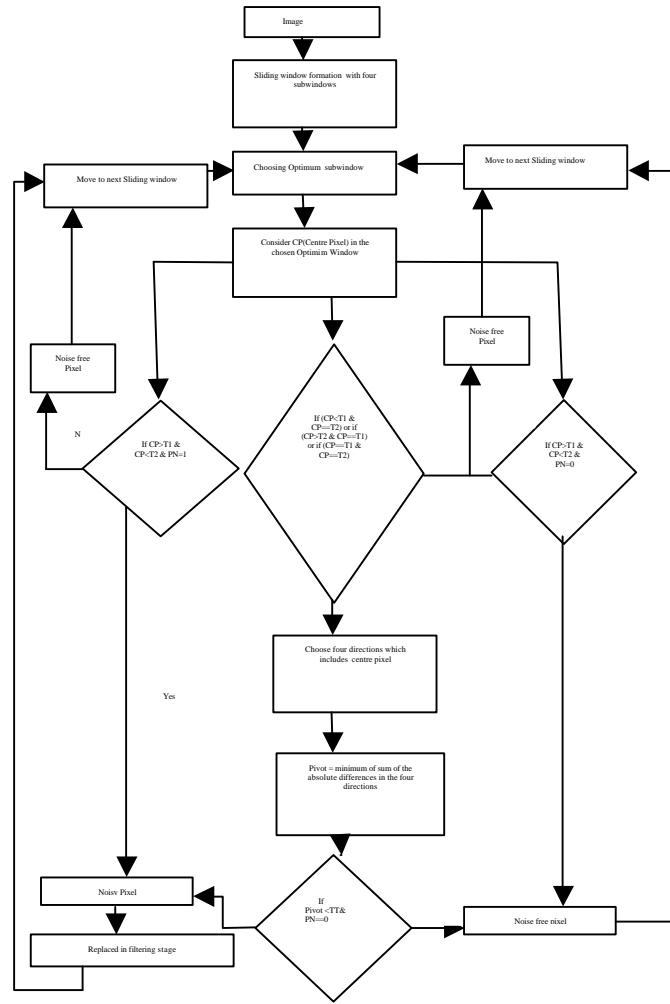 Image
Sliding window formation with four
subwindows
Move to next Sliding window
Choosing Optimum subwindow
Move to next Sliding window
Consider CP(Centre Pixel) in the
chosen Optimim Window
Noise free
Pixel
Noise free
Pixel
N
If CP>T1 &
CP<T2 & PN=1
If (CP<T1 &
CP==T2) or if
(CP>T2 & CP==T1)
or if (CP==T1 &
CP==T2)
If CP>T1 &
CP<T2 &
PN=0
Choose four directions which
includes centre pixel
Yes
Pivot = minimum of sum of the
absolute differences in the four
directions
Noisy Pixel
If
Pivot <TT&
PN==0
Noise free pixel
Replaced in filtering stage